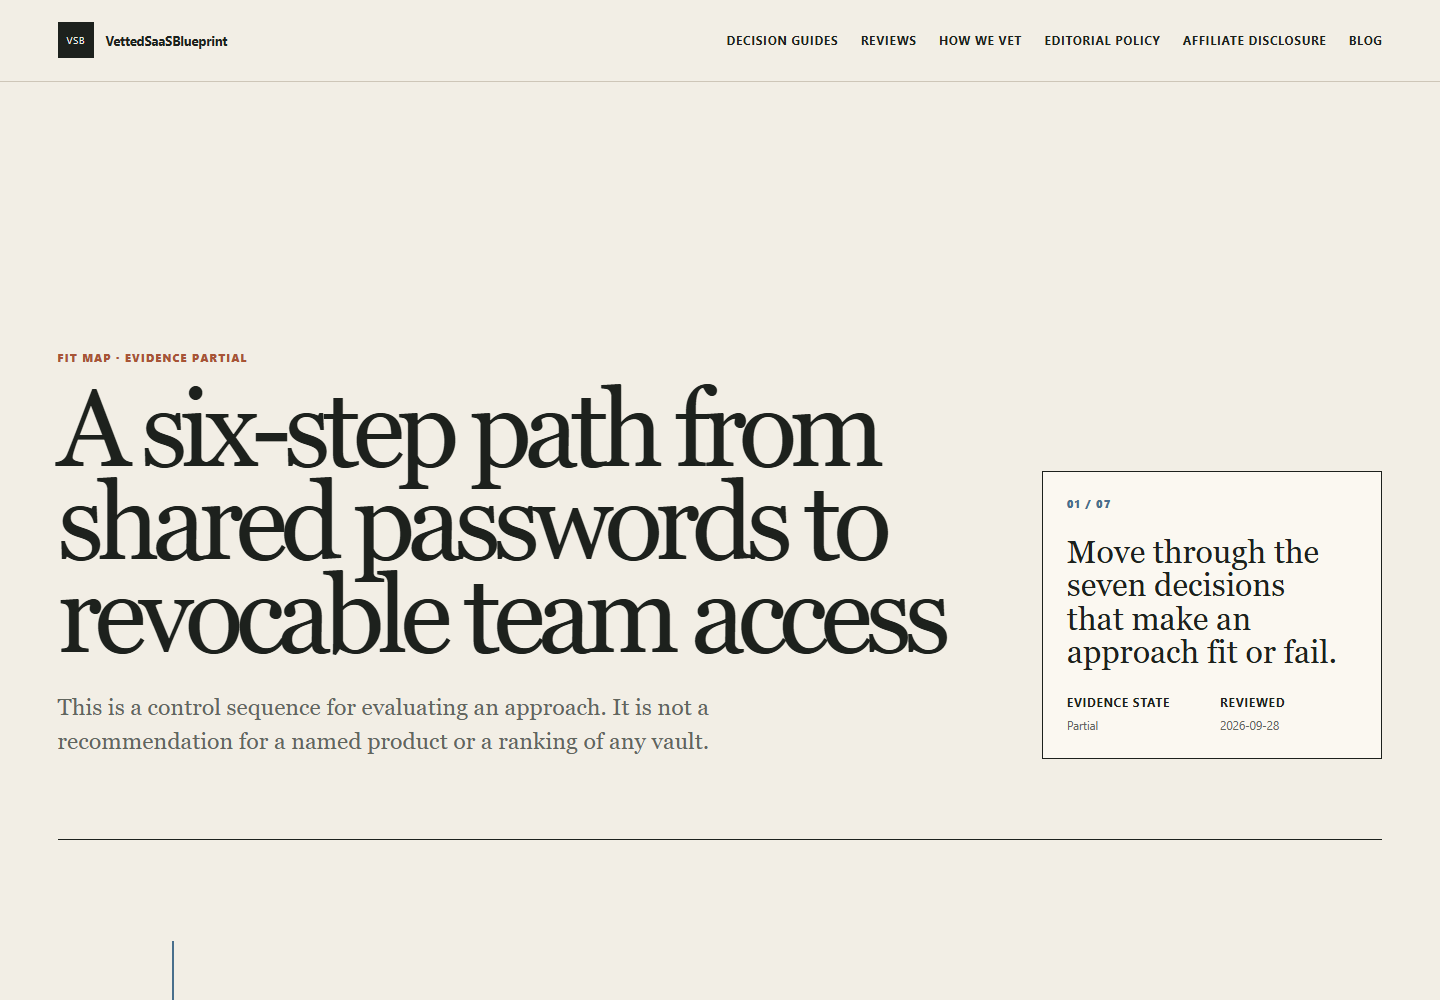 VSB
VettedSaaSBlueprint
DECISION GUIDES
REVIEWS
HOW WE VET
EDITORIAL POLICY
AFFILIATE DISCLOSURE
BLOG
FIT MAP · EVIDENCE PARTIAL
A six-step path from
shared passwords to
revocable team access
This is a control sequence for evaluating an approach. It is not a
recommendation for a named product or a ranking of any vault.
01 / 07
Move through the
seven decisions
that make an
approach fit or fail.
EVIDENCE STATE
Partial
REVIEWED
2026-09-28